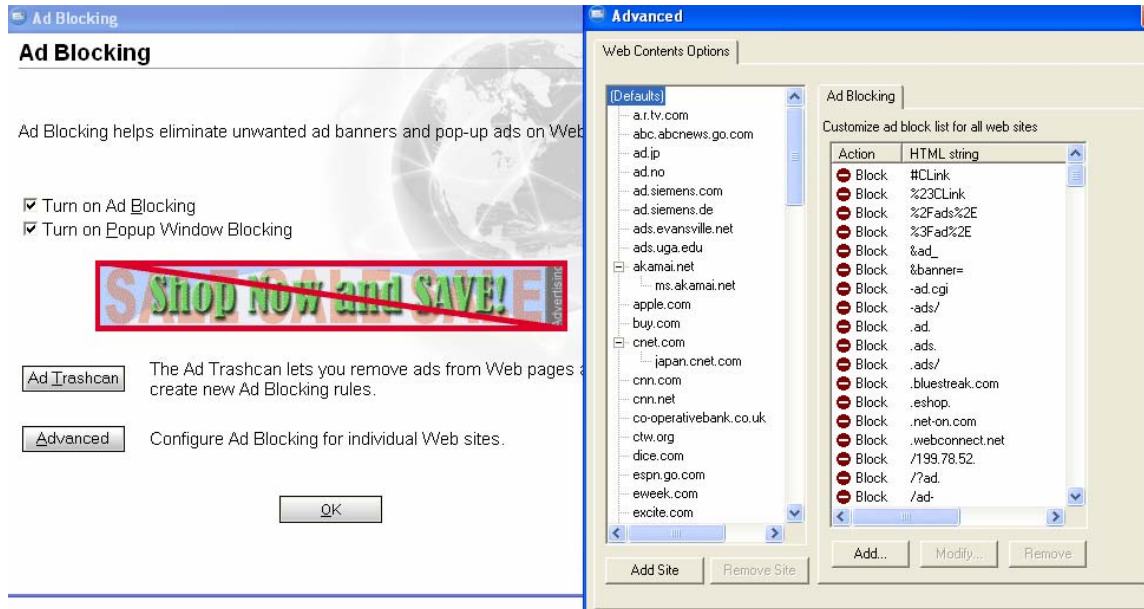 Ad Blocking
Ad Blocking
Ad Blocking helps eliminate unwanted ad banners and pop-up ads on Web
Turn on Ad Blocking
Turn on Popup Window Blocking
SALE SALE SALE
Shop Now and SAVE!
Advertising
Ad Trashcan
The Ad Trashcan lets you remove ads from Web pages a
create new Ad Blocking rules.
Advanced
Configure Ad Blocking for individual Web sites.
OK
Advanced
Web Contents Options
(Defaults)
a.r.tv.com
abc.abcnews.go.com
ad.jp
ad.no
ad.siemens.com
ad.siemens.de
ads.evansville.net
ads.uga.edu
akamai.net
ms.akamai.net
apple.com
buy.com
cnet.com
japan.cnet.com
cnn.com
cnn.net
co-operativebank.co.uk
ctw.org
dice.com
espn.go.com
eweek.com
excite.com
Add Site
Remove Site
Ad Blocking
Customize ad block list for all web sites
Action HTML string
Block #CLink
Block %23CLink
Block %2Fads%2E
Block %3Fad%2E
Block &ad_
Block &banner=
Block -ad.cgi
Block -ads/
Block .ad.
Block .ads.
Block .ads/
Block .bluestreak.com
Block .eshop.
Block .net-on.com
Block .webconnect.net
Block /199.78.52.
Block /?ad.
Block /ad-
Add...
Modify...
Remove